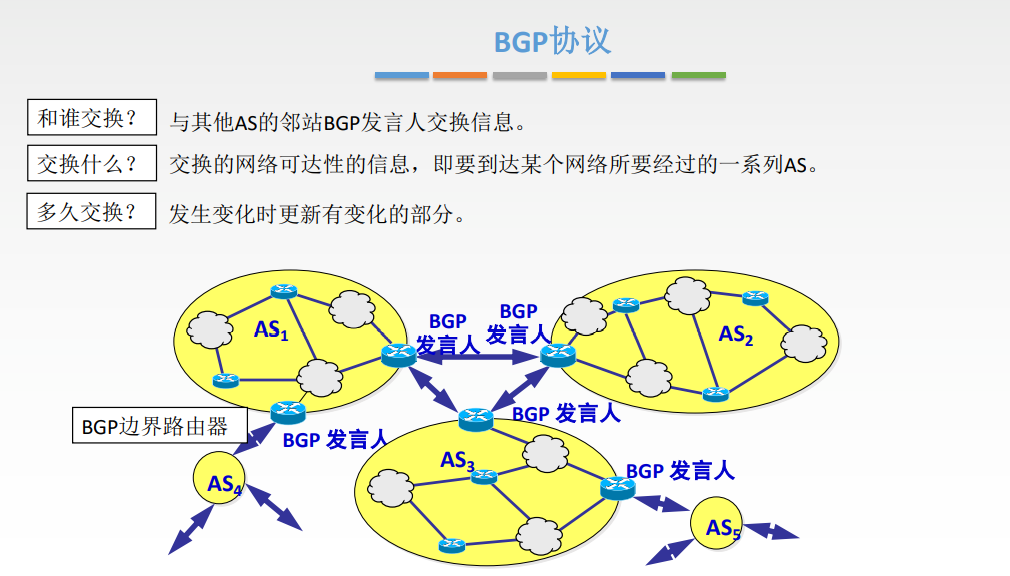 BGP协议
和谁交换？
与其他AS的邻站BGP发言人交换信息。
交换什么？
交换的网络可达性的信息，即要到达某个网络所要经过的一系列AS。
多久交换？
发生变化时更新有变化的部分。
AS1
BGP
发言人
BGP
发言人
AS2
BGP边界路由器
BGP 发言人
BGP 发言人
AS3
BGP 发言人
AS4
AS5